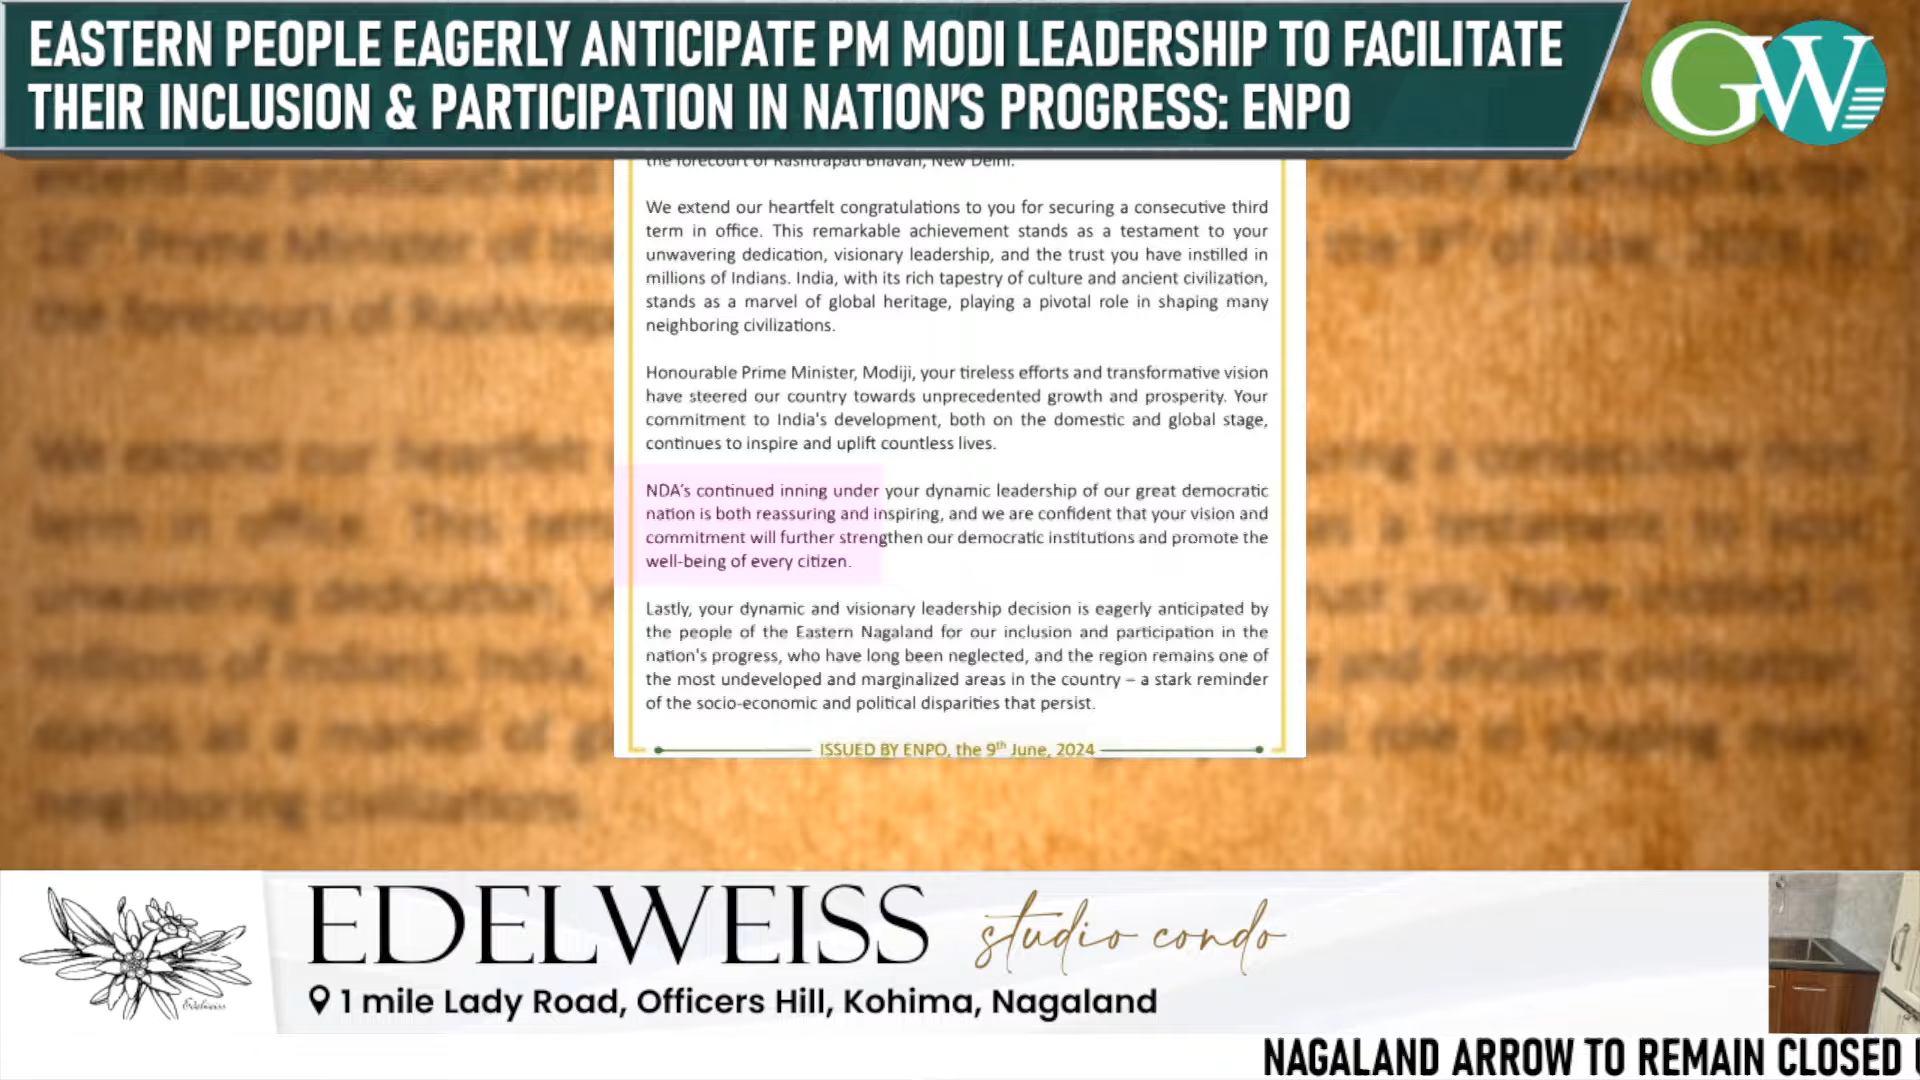 EASTERN PEOPLE EAGERLY ANTICIPATE PM MODI LEADERSHIP TO FACILITATE
THEIR INCLUSION & PARTICIPATION IN NATION'S PROGRESS: ENPO
GW
the forecourt of Rashtrapati Bhavan, New Delhi.
We extend our heartfelt congratulations to you for securing a consecutive third
term in office. This remarkable achievement stands as a testament to your
unwavering dedication, visionary leadership, and the trust you have instilled in
millions of Indians. India, with its rich tapestry of culture and ancient civilization,
stands as a marvel of global heritage, playing a pivotal role in shaping many
neighboring civilizations.
Honourable Prime Minister, Modiji, your tireless efforts and transformative vision
have steered our country towards unprecedented growth and prosperity. Your
commitment to India's development, both on the domestic and global stage,
continues to inspire and uplift countless lives.
NDA's continued inning under your dynamic leadership of our great democratic
nation is both reassuring and inspiring, and we are confident that your vision and
commitment will further strengthen our democratic institutions and promote the
well-being of every citizen.
Lastly, your dynamic and visionary leadership decision is eagerly anticipated by
the people of the Eastern Nagaland for our inclusion and participation in the
nation's progress, who have long been neglected, and the region remains one of
the most undeveloped and marginalized areas in the country – a stark reminder
of the socio-economic and political disparities that persist.
ISSUED BY ENPO, the 9th June, 2024
Edelweiss
EDELWEISS studio condo
1 mile Lady Road, Officers Hill, Kohima, Nagaland
NAGALAND ARROW TO REMAIN CLOSED